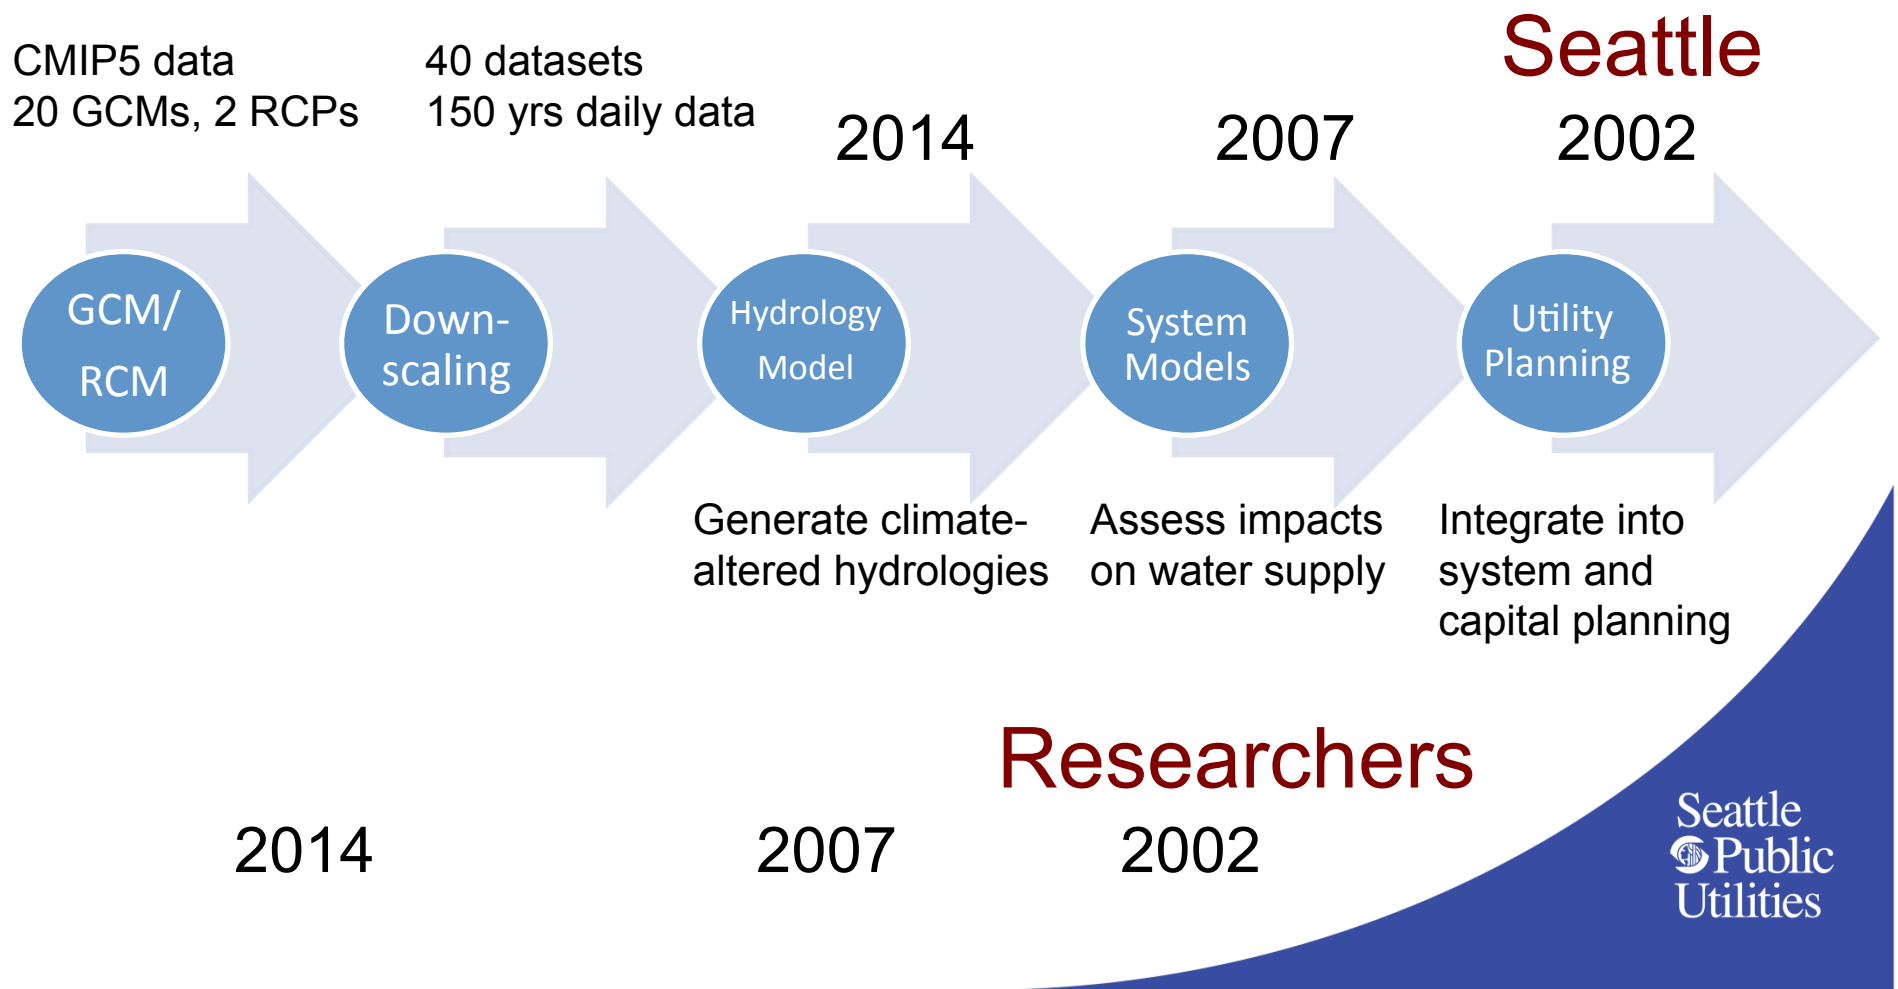 Seattle
CMIP5 data
20 GCMs, 2 RCPs
40 datasets
150 yrs daily data
2014
2007
2002
GCM/
RCM
Down-
scaling
Hydrology
Model
System
Models
Utility
Planning
Generate climate-
altered hydrologies
Assess impacts
on water supply
Integrate into
system and
capital planning
Researchers
2014
2007
2002
Seattle
Public
Utilities